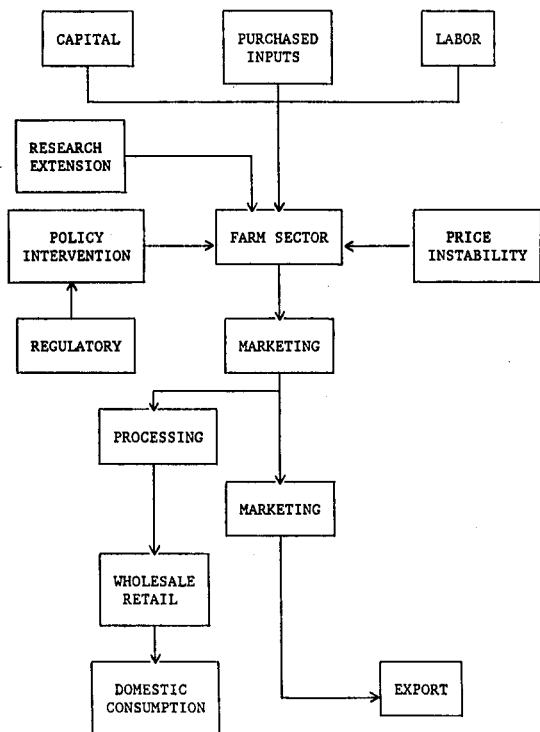 CAPITAL
PURCHASED
INPUTS
LABOR
RESEARCH
EXTENSION
POLICY
INTERVENTION
FARM SECTOR
PRICE
INSTABILITY
REGULATORY
MARKETING
PROCESSING
MARKETING
WHOLESALE
RETAIL
DOMESTIC
CONSUMPTION
EXPORT